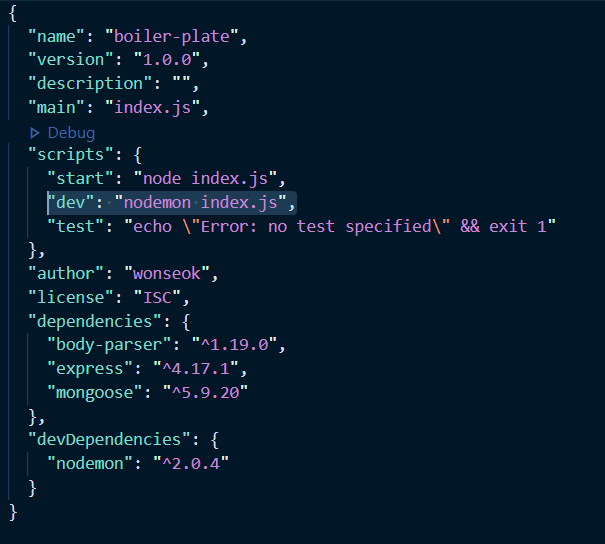 {
"name": "boiler-plate",
"version": "1.0.0",
"description": "",
"main": "index.js",
Debug
"scripts": {
"start": "node index.js",
"dev": "nodemon index.js",
"test": "echo \"Error: no test specified\" && exit 1"
},
"author": "wonseok",
"license": "ISC",
"dependencies": {
"body-parser": "^1.19.0",
"express": "^4.17.1",
"mongoose": "^5.9.20"
},
"devDependencies": {
"nodemon": "^2.0.4"
}
}